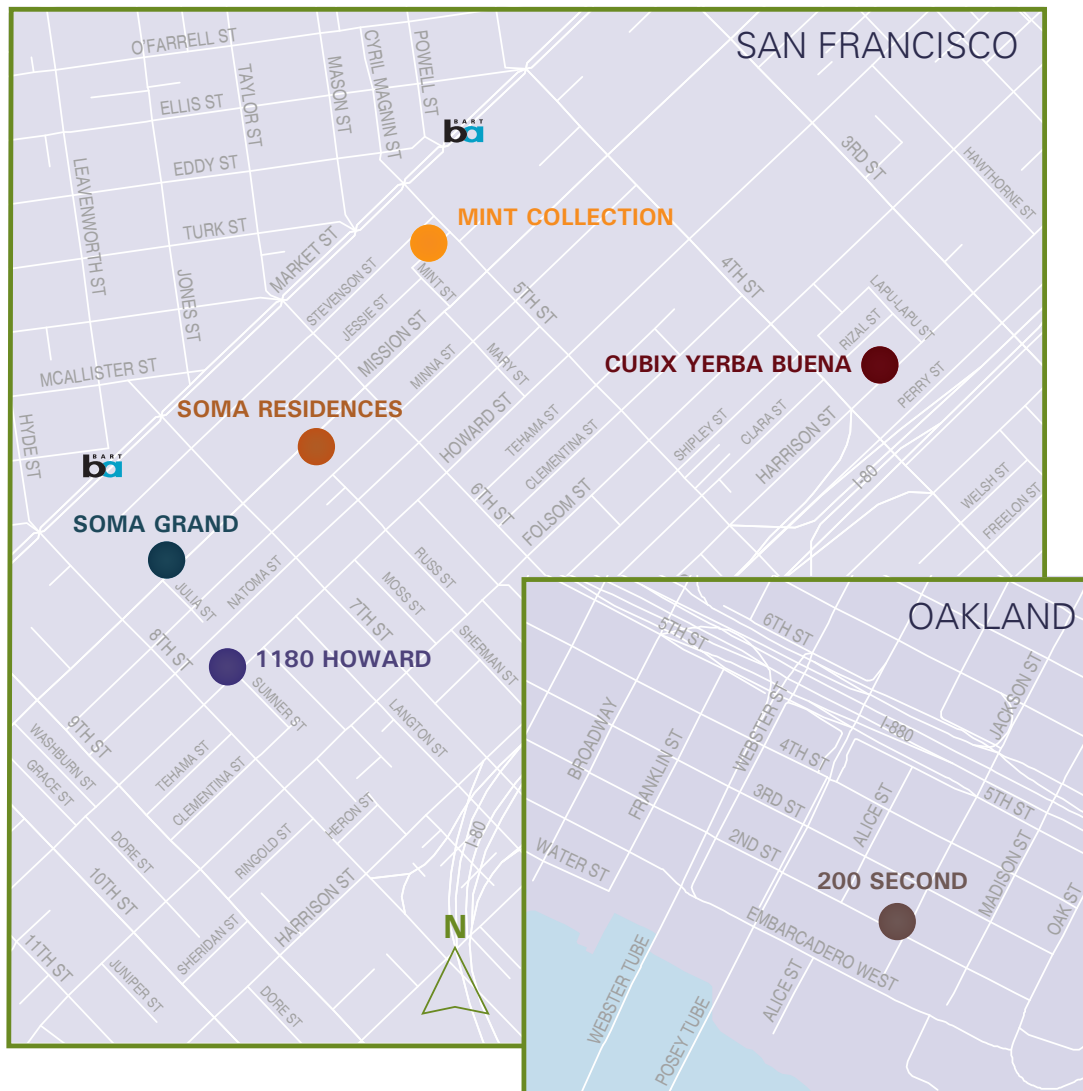 SAN FRANCISCO
O'FARRELL ST
ELLIS ST
EDDY ST
TURK ST
MCALLISTER ST
LEAVENWORTH ST
HYDE ST
JONES ST
TAYLOR ST
MASON ST
CYRIL MAGNIN ST
POWELL ST
BART
ba
MARKET ST
3RD ST
HAWTHORNE ST
MINT COLLECTION
STEVENSON ST
JESSIE ST
MINT ST
MISSION ST
MINNA ST
MARY ST
5TH ST
4TH ST
LAPU-LAPU ST
RIZAL ST
CUBIX YERBA BUENA
PERRY ST
SOMA RESIDENCES
HOWARD ST
TEHAMA ST
CLEMENTINA ST
FOLSOM ST
SHIPLEY ST
CLARA ST
HARRISON ST
I-80
WELSH ST
FREELON ST
BART
ba
SOMA GRAND
6TH ST
JULIA ST
NATOMA ST
RUSS ST
MOSS ST
7TH ST
SHERMAN ST
8TH ST
1180 HOWARD
SUMNER ST
LANGTON ST
9TH ST
WASHBURN ST
GRACE ST
TEHAMA ST
CLEMENTINA ST
DORE ST
RINGOLD ST
HERON ST
I-80
10TH ST
HARRISON ST
SHERIDAN ST
11TH ST
JUNIPER ST
DORE ST
N
OAKLAND
5TH ST
6TH ST
JACKSON ST
I-880
BROADWAY
FRANKLIN ST
WEBSTER ST
4TH ST
3RD ST
2ND ST
ALICE ST
5TH ST
MADISON ST
OAK ST
WATER ST
200 SECOND
EMBARCADERO WEST
WEBSTER TUBE
POSEY TUBE
ALICE ST